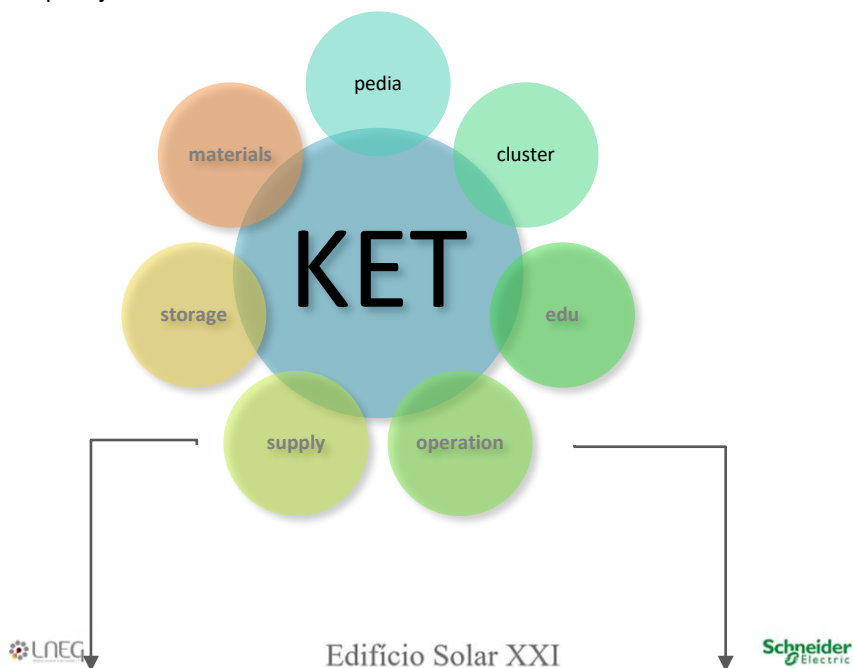 pedia
materials
cluster
KET
storage
edu
supply
operation
LNEG
Edifício Solar XXI
Schneider
Electric